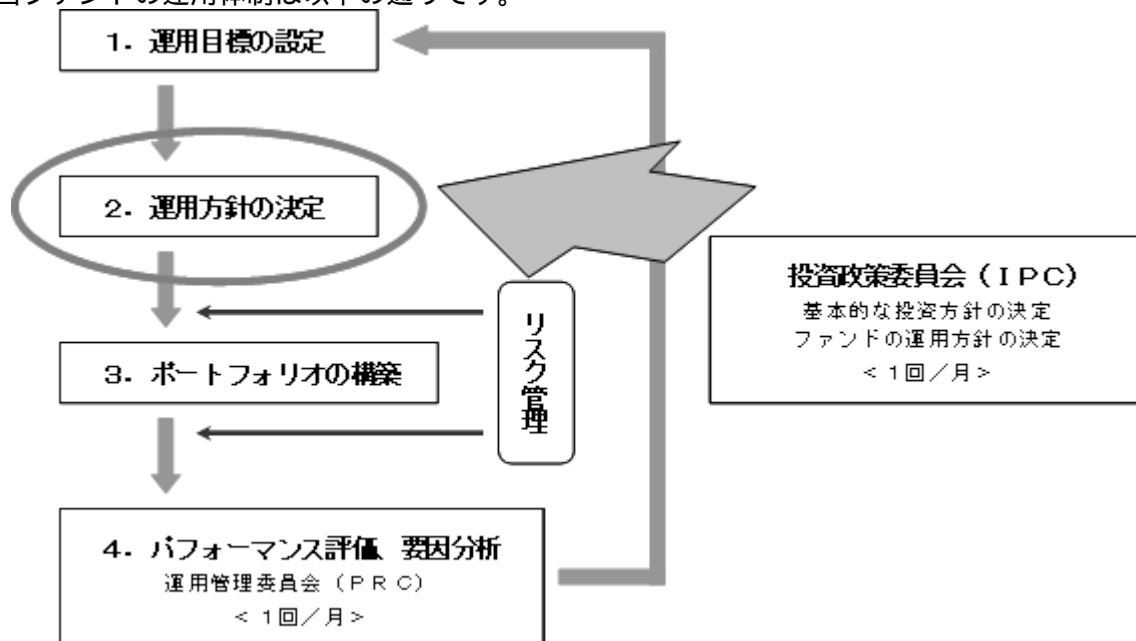 当ファンドの運用体制は以下の通りです。
1. 運用目標の設定
2. 運用方針の決定
3. ポートフォリオの構築
リスク管理
4. パフォーマンス評価、要因分析
運用管理委員会（ＰＲＣ）
＜１回／月＞
投資政策委員会（ＩＰＣ）
基本的な投資方針の決定
ファンドの運用方針の決定
＜１回／月＞